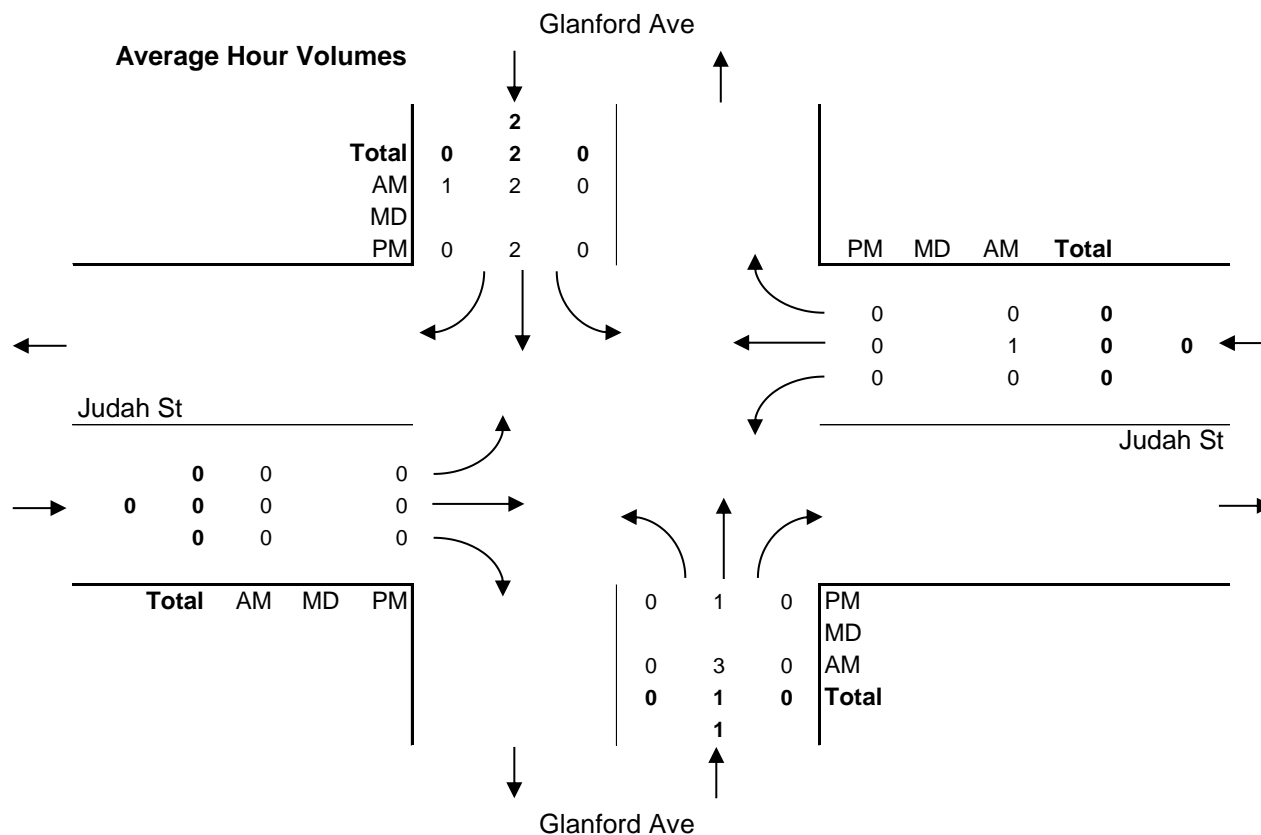 Glanford Ave
Average Hour Volumes
2
Total 0 2 0
AM 1 2 0
MD
PM 0 2 0
PM MD AM Total
0 0 0
0 1 0 0
0 0 0
Judah St
Judah St
0 0 0
0 0 0 0
0 0 0
Total AM MD PM
0 1 0 PM
MD
0 3 0 AM
0 1 0 Total
1
Glanford Ave